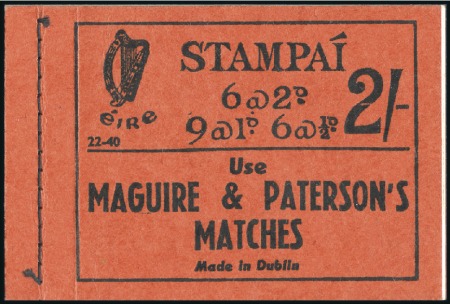 STAMPAÍ
6@2ᴰ.
9@1ᴰ. 6@½ᴰ. 2/-
éire
22-40
Use
MAGUIRE & PATERSON'S
MATCHES
Made in Dublin